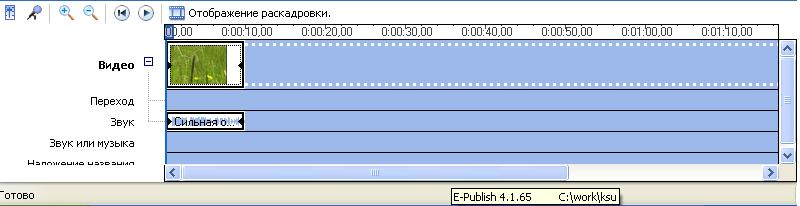 Отображение раскадровки.
00,00 0:00:10,00 0:00:20,00 0:00:30,00 0:00:40,00 0:00:50,00 0:01:00,00 0:01:10,00
Видео
Переход
Звук Сильная о...
Звук или музыка
Наложение названия
Готово
E-Publish 4.1.65 C:\work\ksu